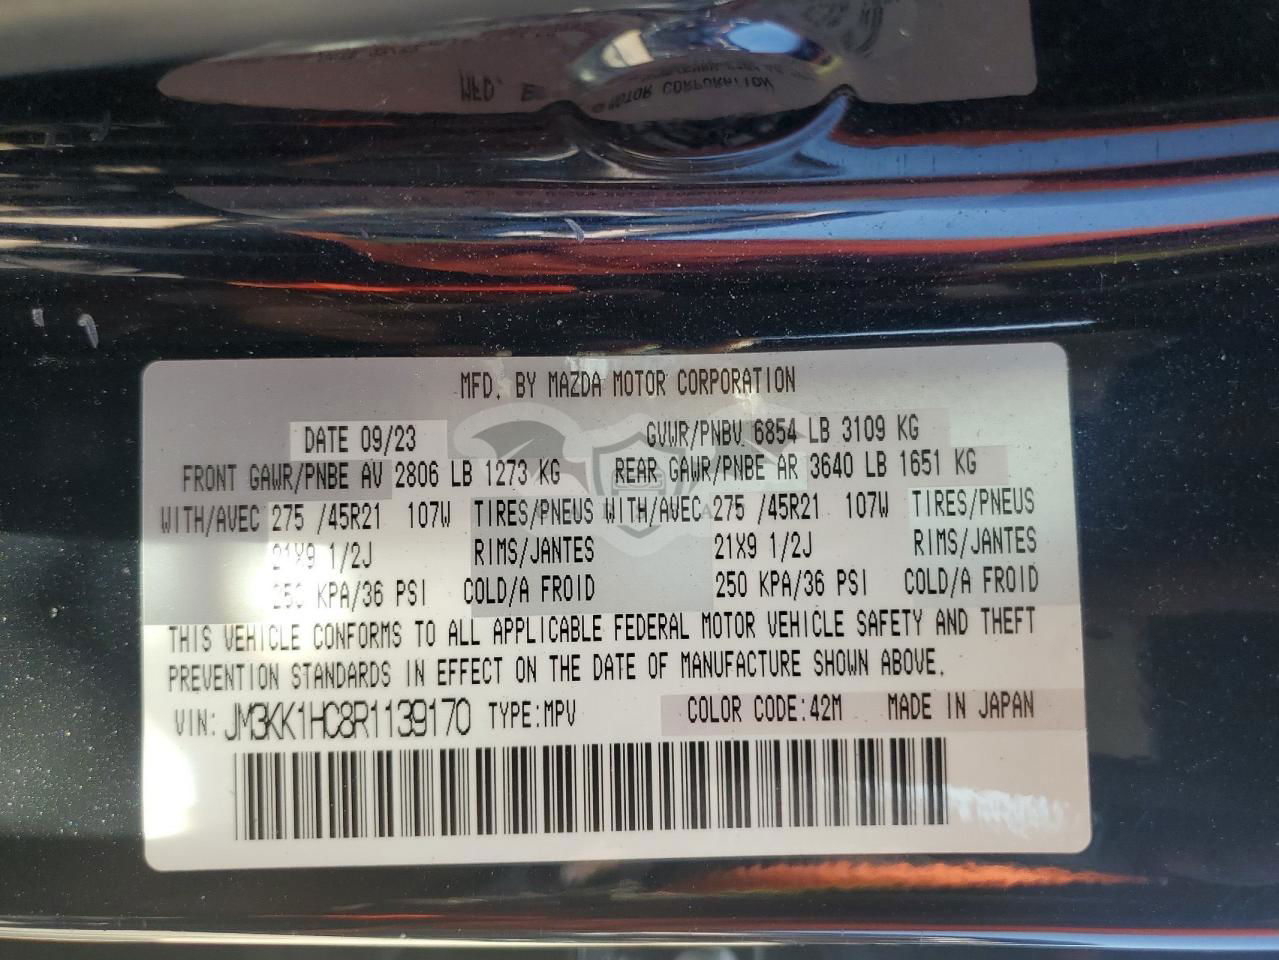 MFD. BY MAZDA MOTOR CORPORATION
DATE 09/23 GVWR/PNBV 6854 LB 3109 KG
FRONT GAWR/PNBE AV 2806 LB 1273 KG REAR GAWR/PNBE AR 3640 LB 1651 KG
WITH/AVEC 275 /45R21 107W TIRES/PNEUS WITH/AVEC 275 /45R21 107W TIRES/PNEUS
21X9 1/2J RIMS/JANTES 21X9 1/2J RIMS/JANTES
250 KPA/36 PSI COLD/A FROID 250 KPA/36 PSI COLD/A FROID
THIS VEHICLE CONFORMS TO ALL APPLICABLE FEDERAL MOTOR VEHICLE SAFETY AND THEFT
PREVENTION STANDARDS IN EFFECT ON THE DATE OF MANUFACTURE SHOWN ABOVE.
VIN: JM3KK1HC8R1139170 TYPE:MPV COLOR CODE:42M MADE IN JAPAN